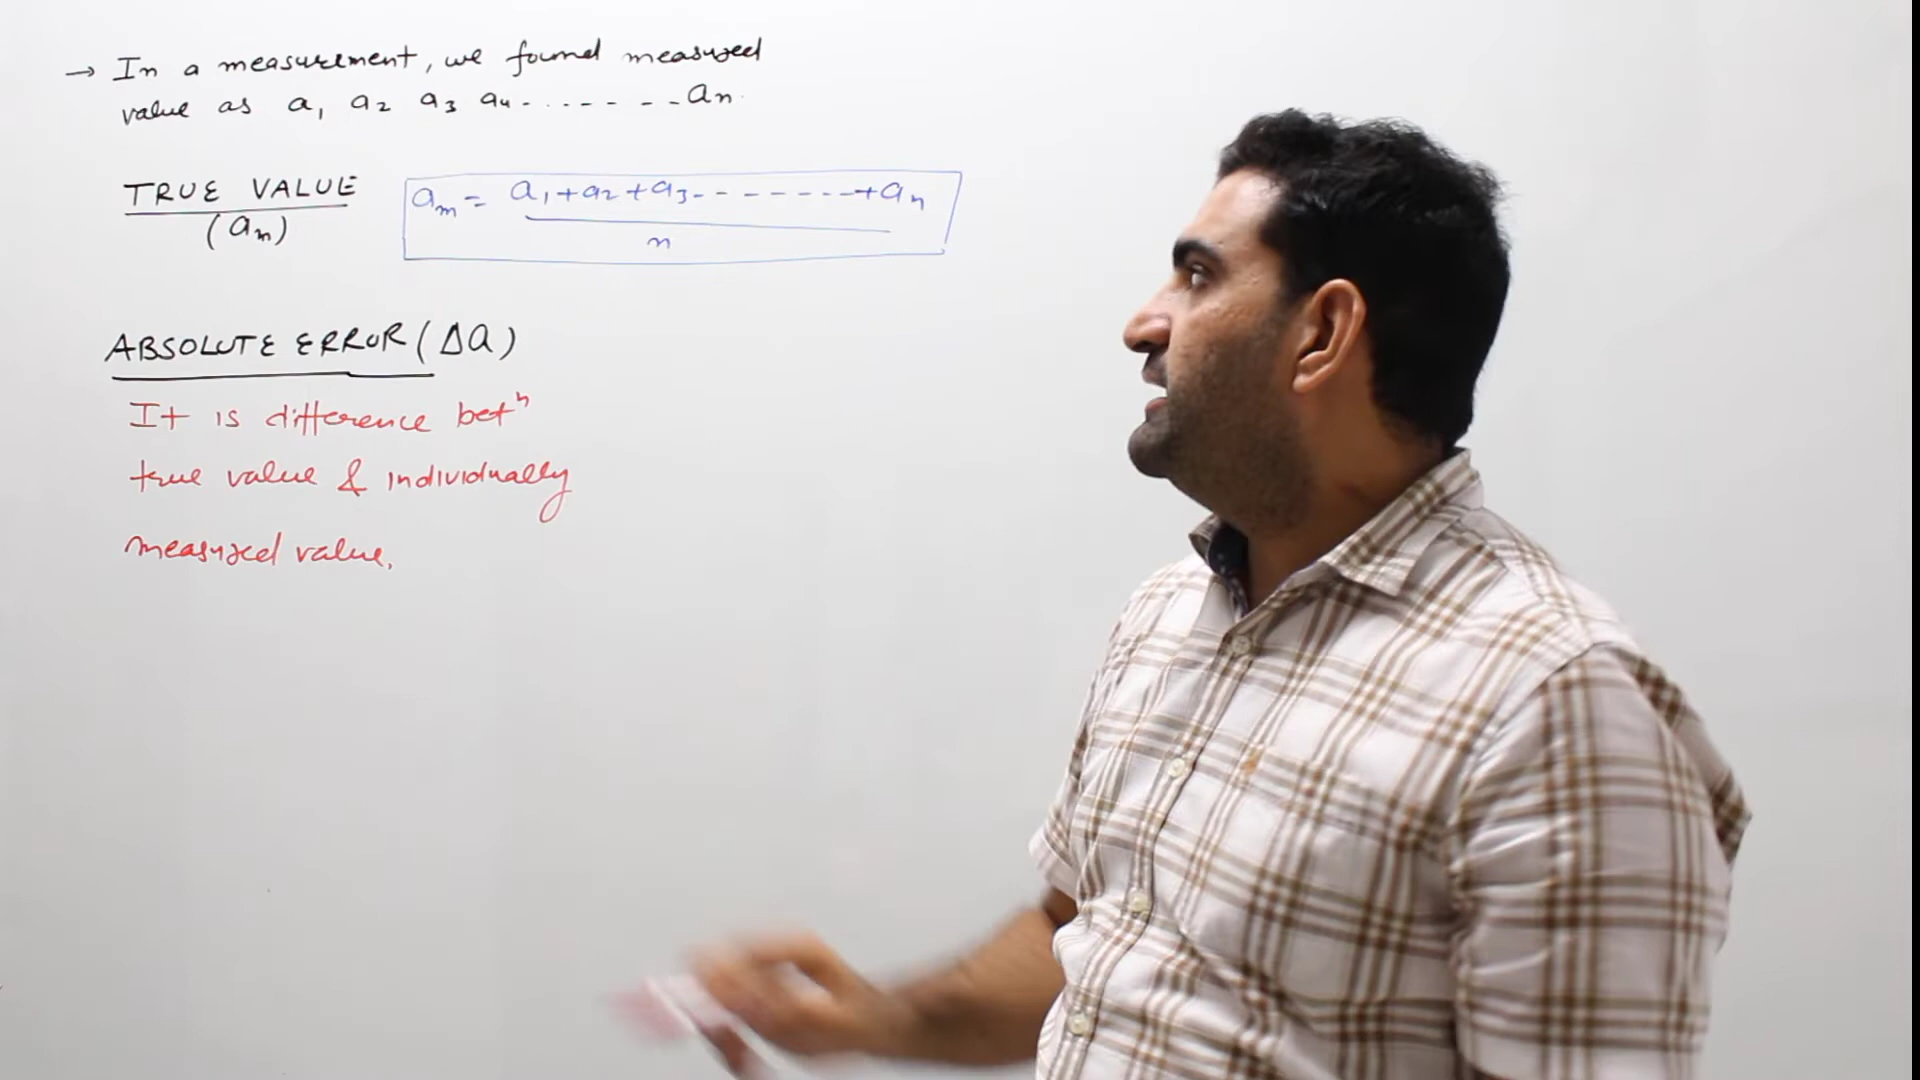 → In a measurement, we found measured
value as a₁ a₂ a₃ a₄ - . . - - . - - aₙ.
TRUE VALUE
(aₘ)
aₘ = a₁+a₂+a₃- - - - - - - -+aₙ
n
ABSOLUTE ERROR (Δa)
It is difference betⁿ
true value & individually
measured value.